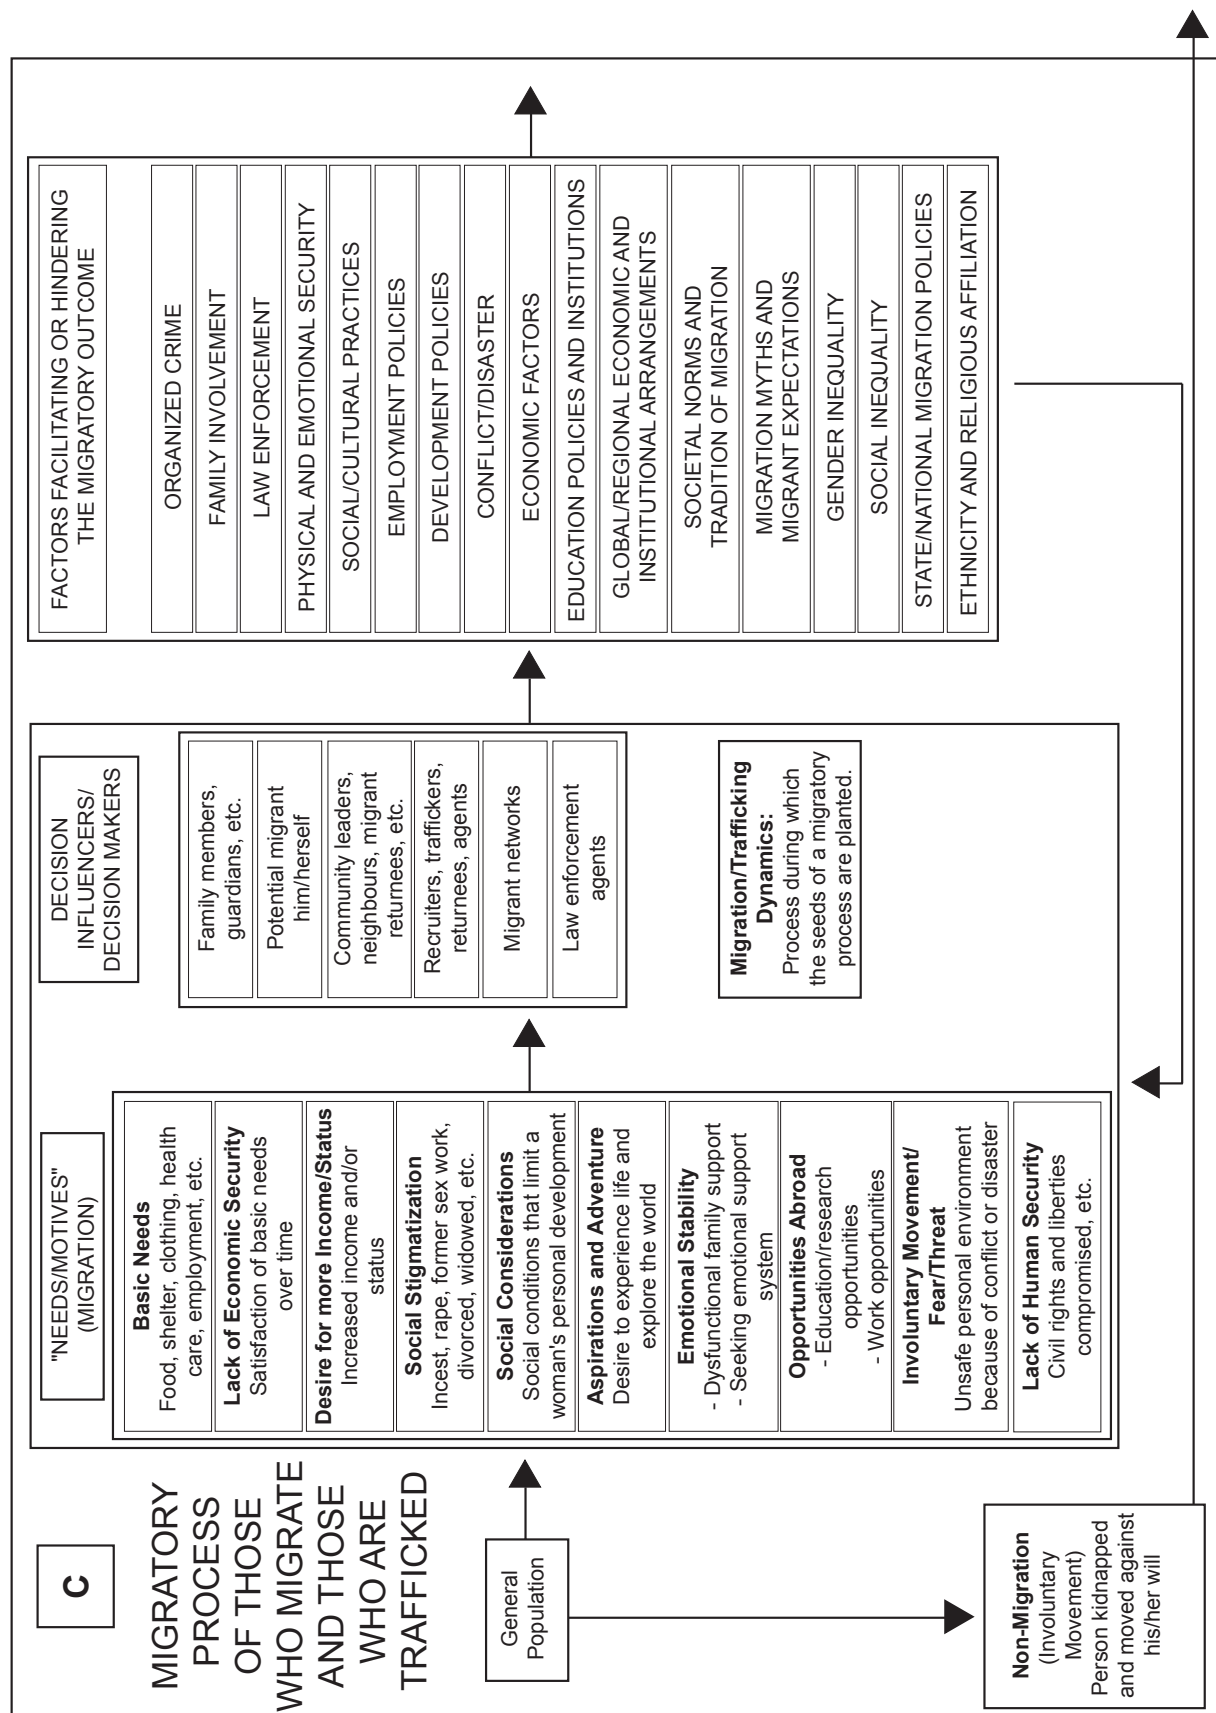 C
MIGRATORY
PROCESS
OF THOSE
WHO MIGRATE
AND THOSE
WHO ARE
TRAFFICKED
General
Population
Non-Migration
(Involuntary
Movement)
Person kidnapped
and moved against
his/her will
"NEEDS/MOTIVES"
(MIGRATION)
Basic Needs
Food, shelter, clothing, health
care, employment, etc.
Lack of Economic Security
Satisfaction of basic needs
over time
Desire for more Income/Status
Increased income and/or
status
Social Stigmatization
Incest, rape, former sex work,
divorced, widowed, etc.
Social Considerations
Social conditions that limit a
woman's personal development
Aspirations and Adventure
Desire to experience life and
explore the world
Emotional Stability
- Dysfunctional family support
- Seeking emotional support
system
Opportunities Abroad
- Education/research
opportunities
- Work opportunities
Involuntary Movement/
Fear/Threat
Unsafe personal environment
because of conflict or disaster
Lack of Human Security
Civil rights and liberties
compromised, etc.
DECISION
INFLUENCERS/
DECISION MAKERS
Family members,
guardians, etc.
Potential migrant
him/herself
Community leaders,
neighbours, migrant
returnees, etc.
Recruiters, traffickers,
returnees, agents
Migrant networks
Law enforcement
agents
Migration/Trafficking
Dynamics:
Process during which
the seeds of a migratory
process are planted.
FACTORS FACILITATING OR HINDERING
THE MIGRATORY OUTCOME
ORGANIZED CRIME
FAMILY INVOLVEMENT
LAW ENFORCEMENT
PHYSICAL AND EMOTIONAL SECURITY
SOCIAL/CULTURAL PRACTICES
EMPLOYMENT POLICIES
DEVELOPMENT POLICIES
CONFLICT/DISASTER
ECONOMIC FACTORS
EDUCATION POLICIES AND INSTITUTIONS
GLOBAL/REGIONAL ECONOMIC AND
INSTITUTIONAL ARRANGEMENTS
SOCIETAL NORMS AND
TRADITION OF MIGRATION
MIGRATION MYTHS AND
MIGRANT EXPECTATIONS
GENDER INEQUALITY
SOCIAL INEQUALITY
STATE/NATIONAL MIGRATION POLICIES
ETHNICITY AND RELIGIOUS AFFILIATION